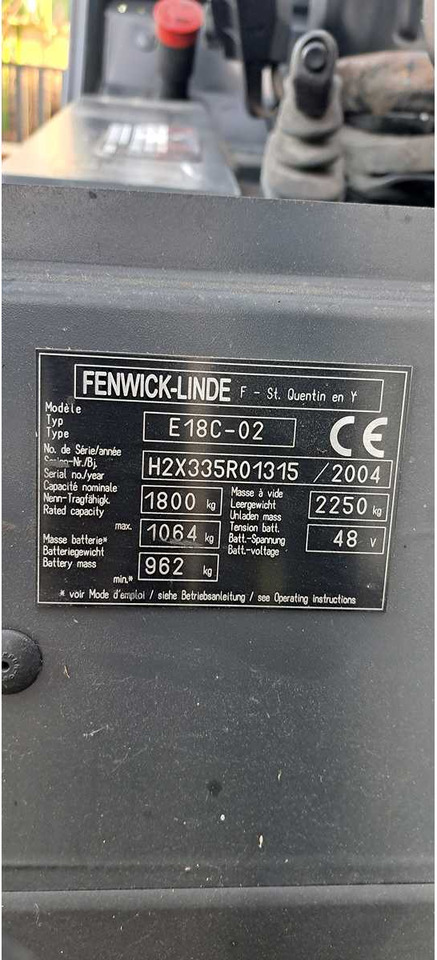 FENWICK-LINDE F - St. Quentin en Y
Modèle
Typ
Type
E18C-02
CE
No. de Série/année
Serien-Nr./Bj.
Serial no./year
H2X335R01315 / 2004
Capacité nominale
Nenn-Tragfähigk.
Rated capacity
1800 kg
Masse à vide
Leergewicht
Unladen mass
2250 kg
Masse batterie*
Batteriegewicht
Battery mass
max.
1064 kg
min.*
962 kg
Tension batt.
Batt.-Spannung
Batt.-voltage
48 V
* voir Mode d'emploi / siehe Betriebsanleitung / see Operating instructions